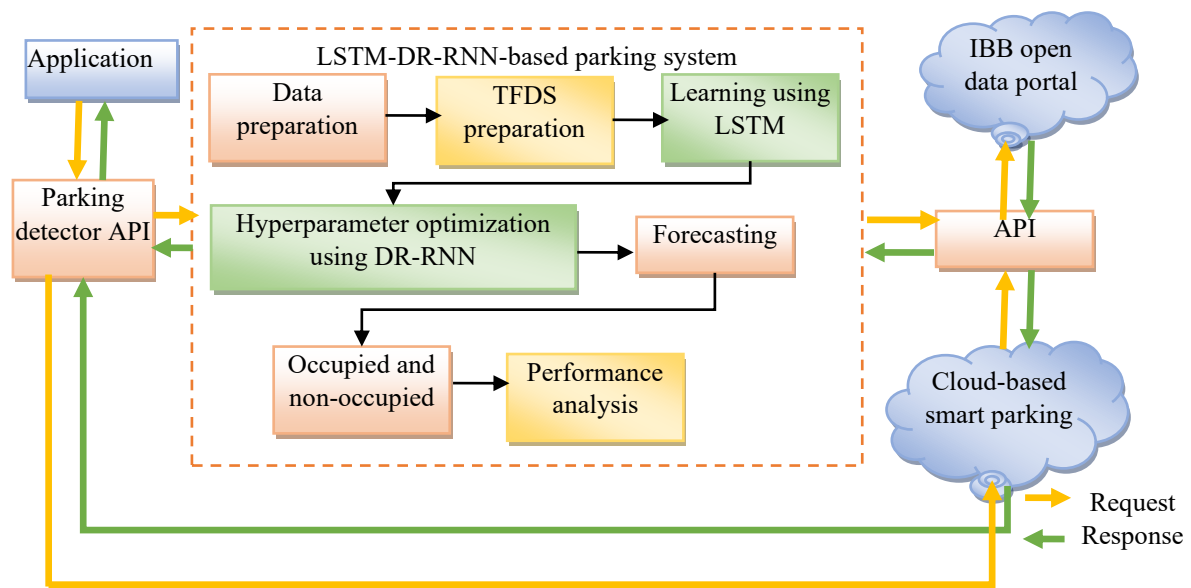 Application
LSTM-DR-RNN-based parking system
IBB open
data portal
Data
preparation
TFDS
preparation
Learning using
LSTM
Parking
detector API
Hyperparameter optimization
using DR-RNN
Forecasting
API
Occupied and
non-occupied
Performance
analysis
Cloud-based
smart parking
Request
Response